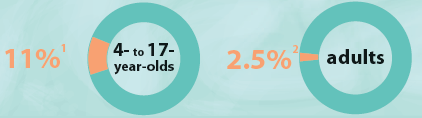 11%¹
4- to 17-
year-olds
2.5%²
adults